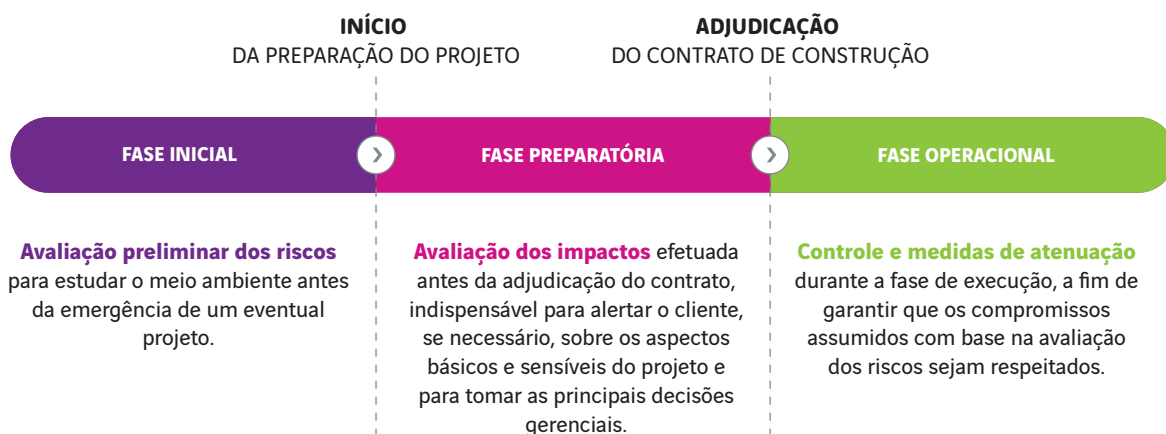 INÍCIO
DA PREPARAÇÃO DO PROJETO
ADJUDICAÇÃO
DO CONTRATO DE CONSTRUÇÃO
FASE INICIAL
FASE PREPARATÓRIA
FASE OPERACIONAL
Avaliação preliminar dos riscos
para estudar o meio ambiente antes
da emergência de um eventual
projeto.
Avaliação dos impactos efetuada
antes da adjudicação do contrato,
indispensável para alertar o cliente,
se necessário, sobre os aspectos
básicos e sensíveis do projeto e
para tomar as principais decisões
gerenciais.
Controle e medidas de atenuação
durante a fase de execução, a fim de
garantir que os compromissos
assumidos com base na avaliação
dos riscos sejam respeitados.